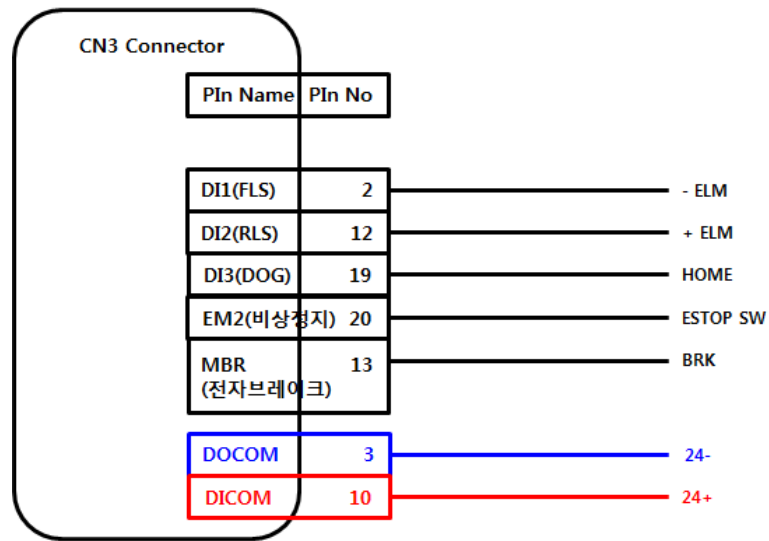 CN3 Connector
PIn Name PIn No
DI1(FLS) 2 - ELM
DI2(RLS) 12 + ELM
DI3(DOG) 19 HOME
EM2(비상정지) 20 ESTOP SW
MBR 13 BRK
(전자브레이크)
DOCOM 3 24-
DICOM 10 24+